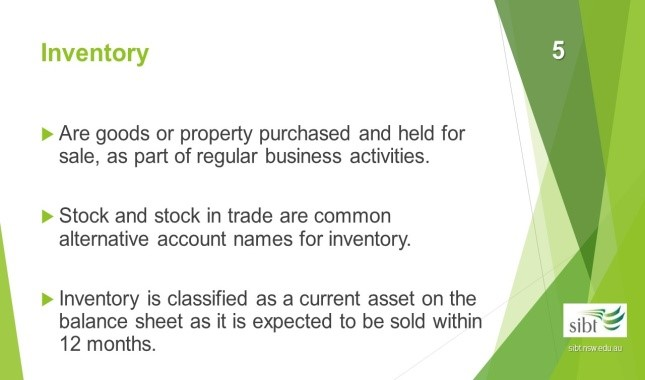 Inventory
5
Are goods or property purchased and held for
sale, as part of regular business activities.
Stock and stock in trade are common
alternative account names for inventory.
Inventory is classified as a current asset on the
balance sheet as it is expected to be sold within
12 months.
sibt
sibt.nsw.edu.au